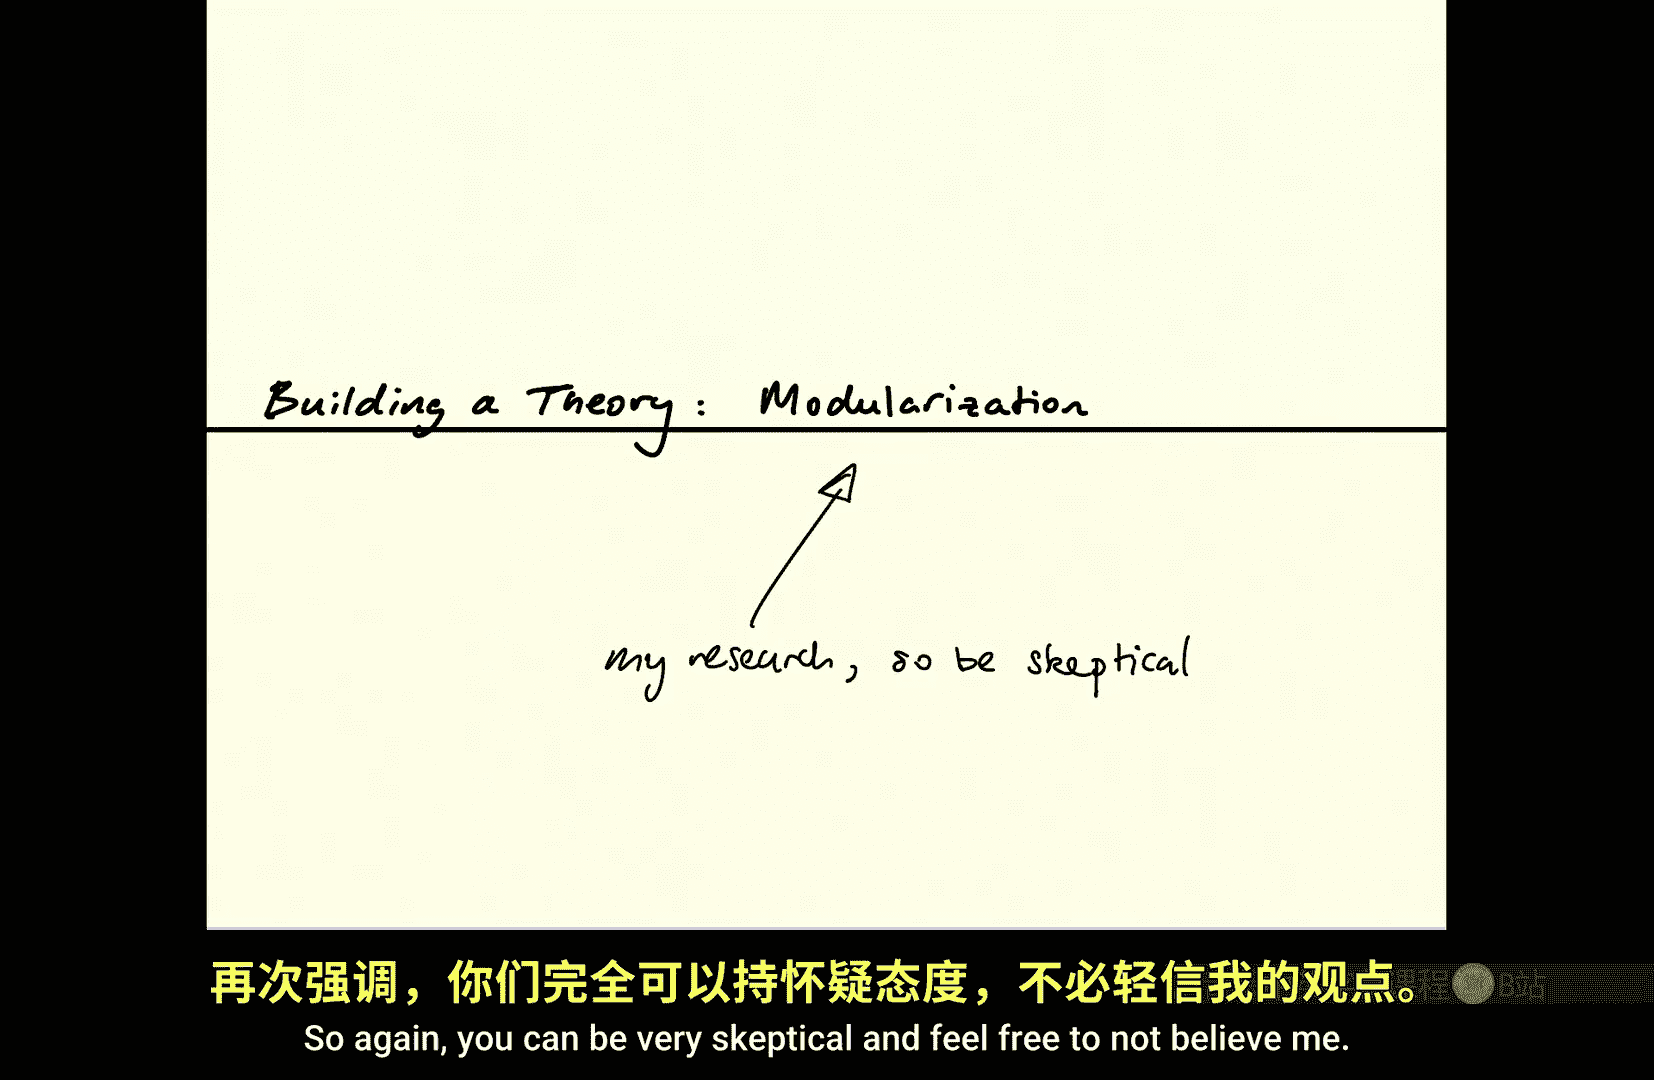 Building a Theory: Modularization
my research, so be skeptical
再次强调，你们完全可以持怀疑态度，不必轻信我的观点。
So again, you can be very skeptical and feel free to not believe me.